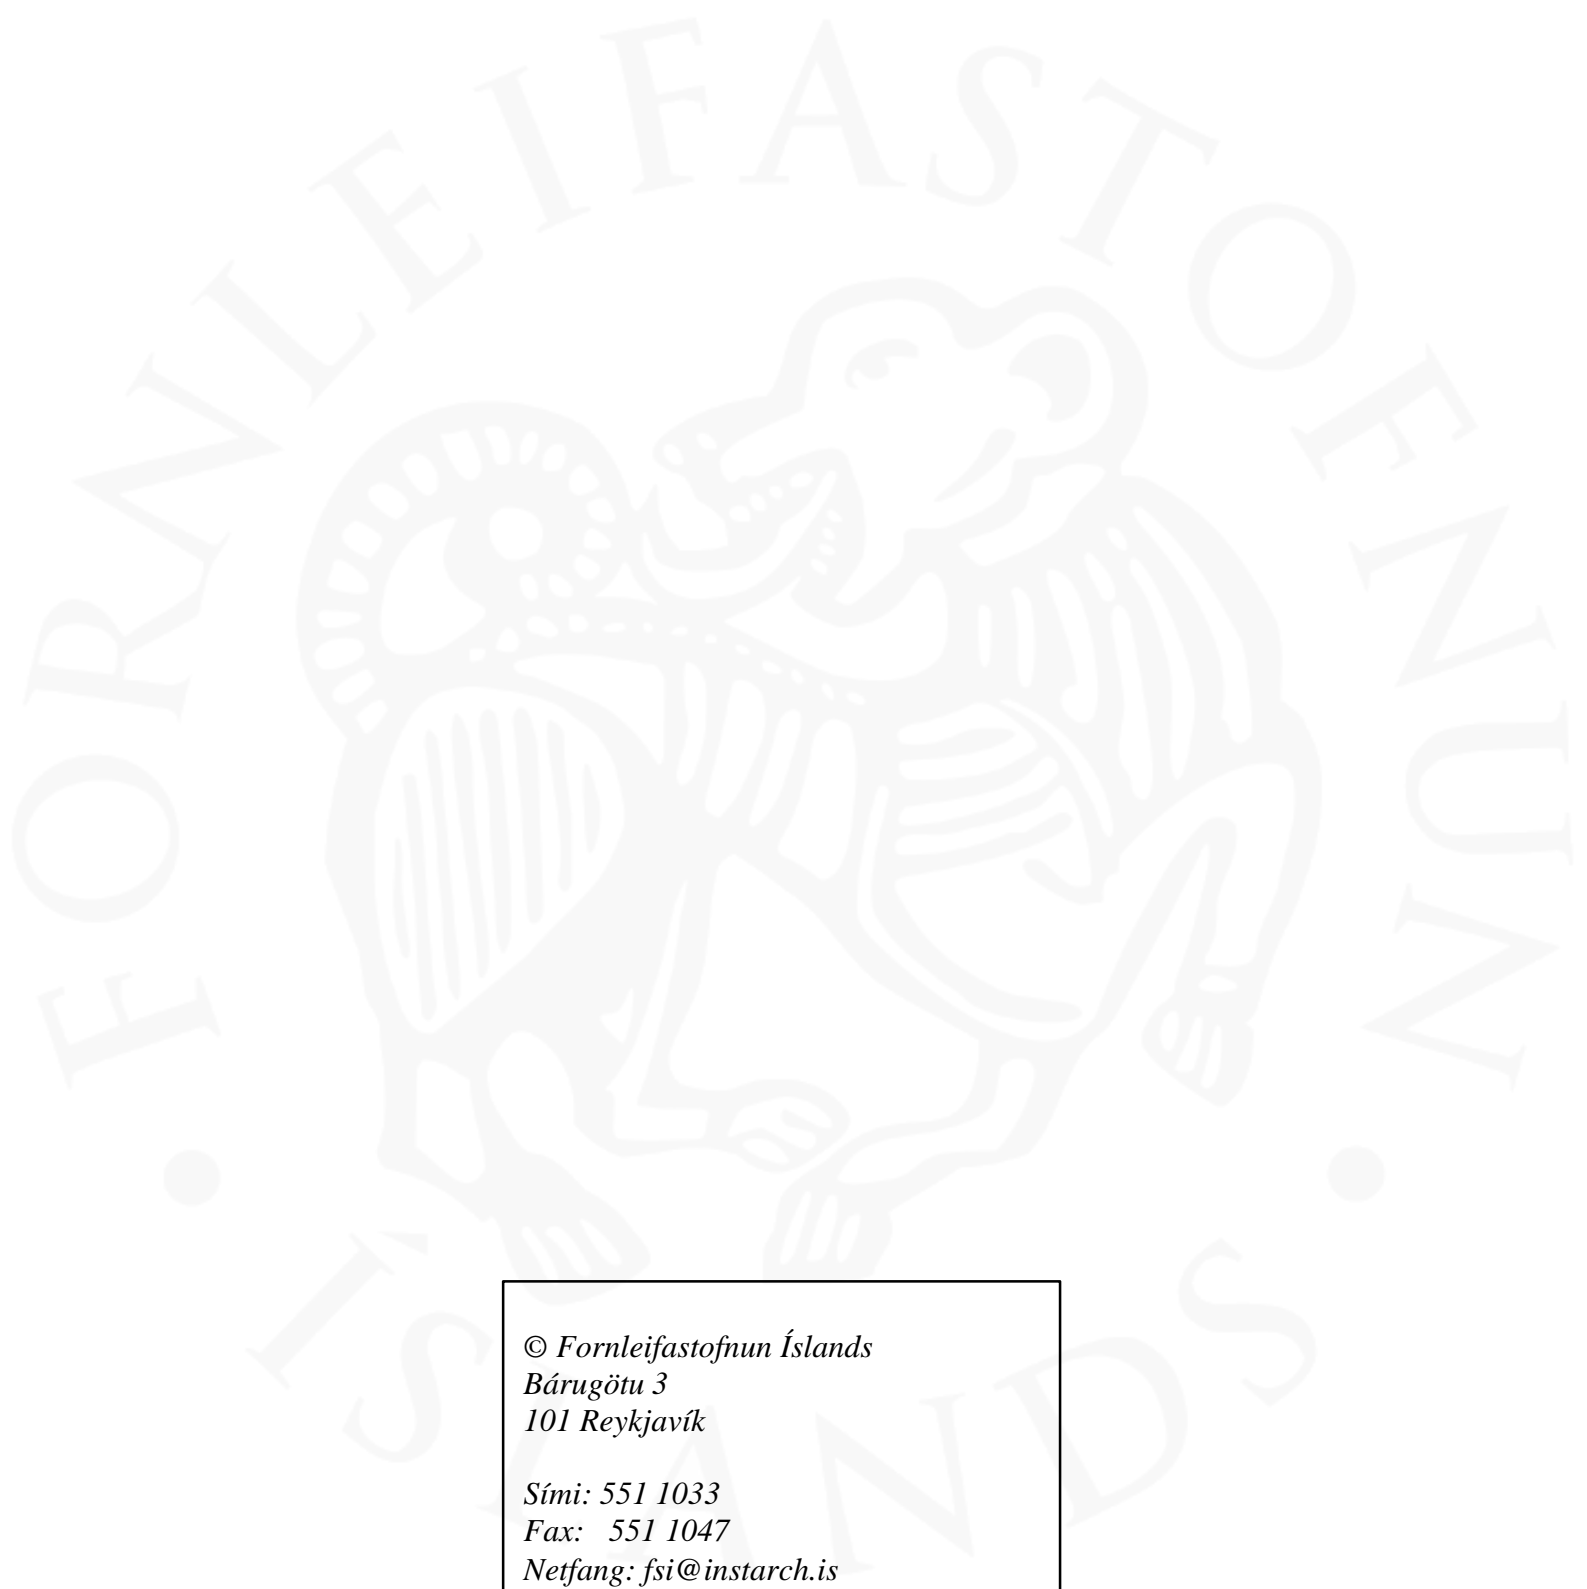 FORNLEIFASTOFNUN
ÍSLANDS
© Fornleifastofnun Íslands
Bárugötu 3
101 Reykjavík
Sími: 551 1033
Fax: 551 1047
Netfang: fsi@instarch.is